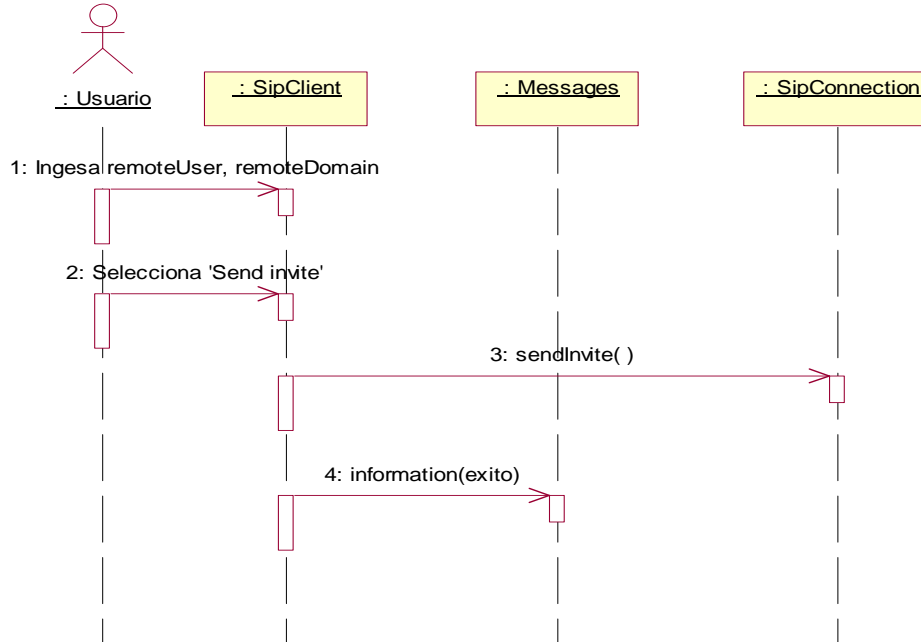 : Usuario
: SipClient
: Messages
: SipConnection
1: Ingesa remoteUser, remoteDomain
2: Selecciona 'Send invite'
3: sendInvite( )
4: information(exito)